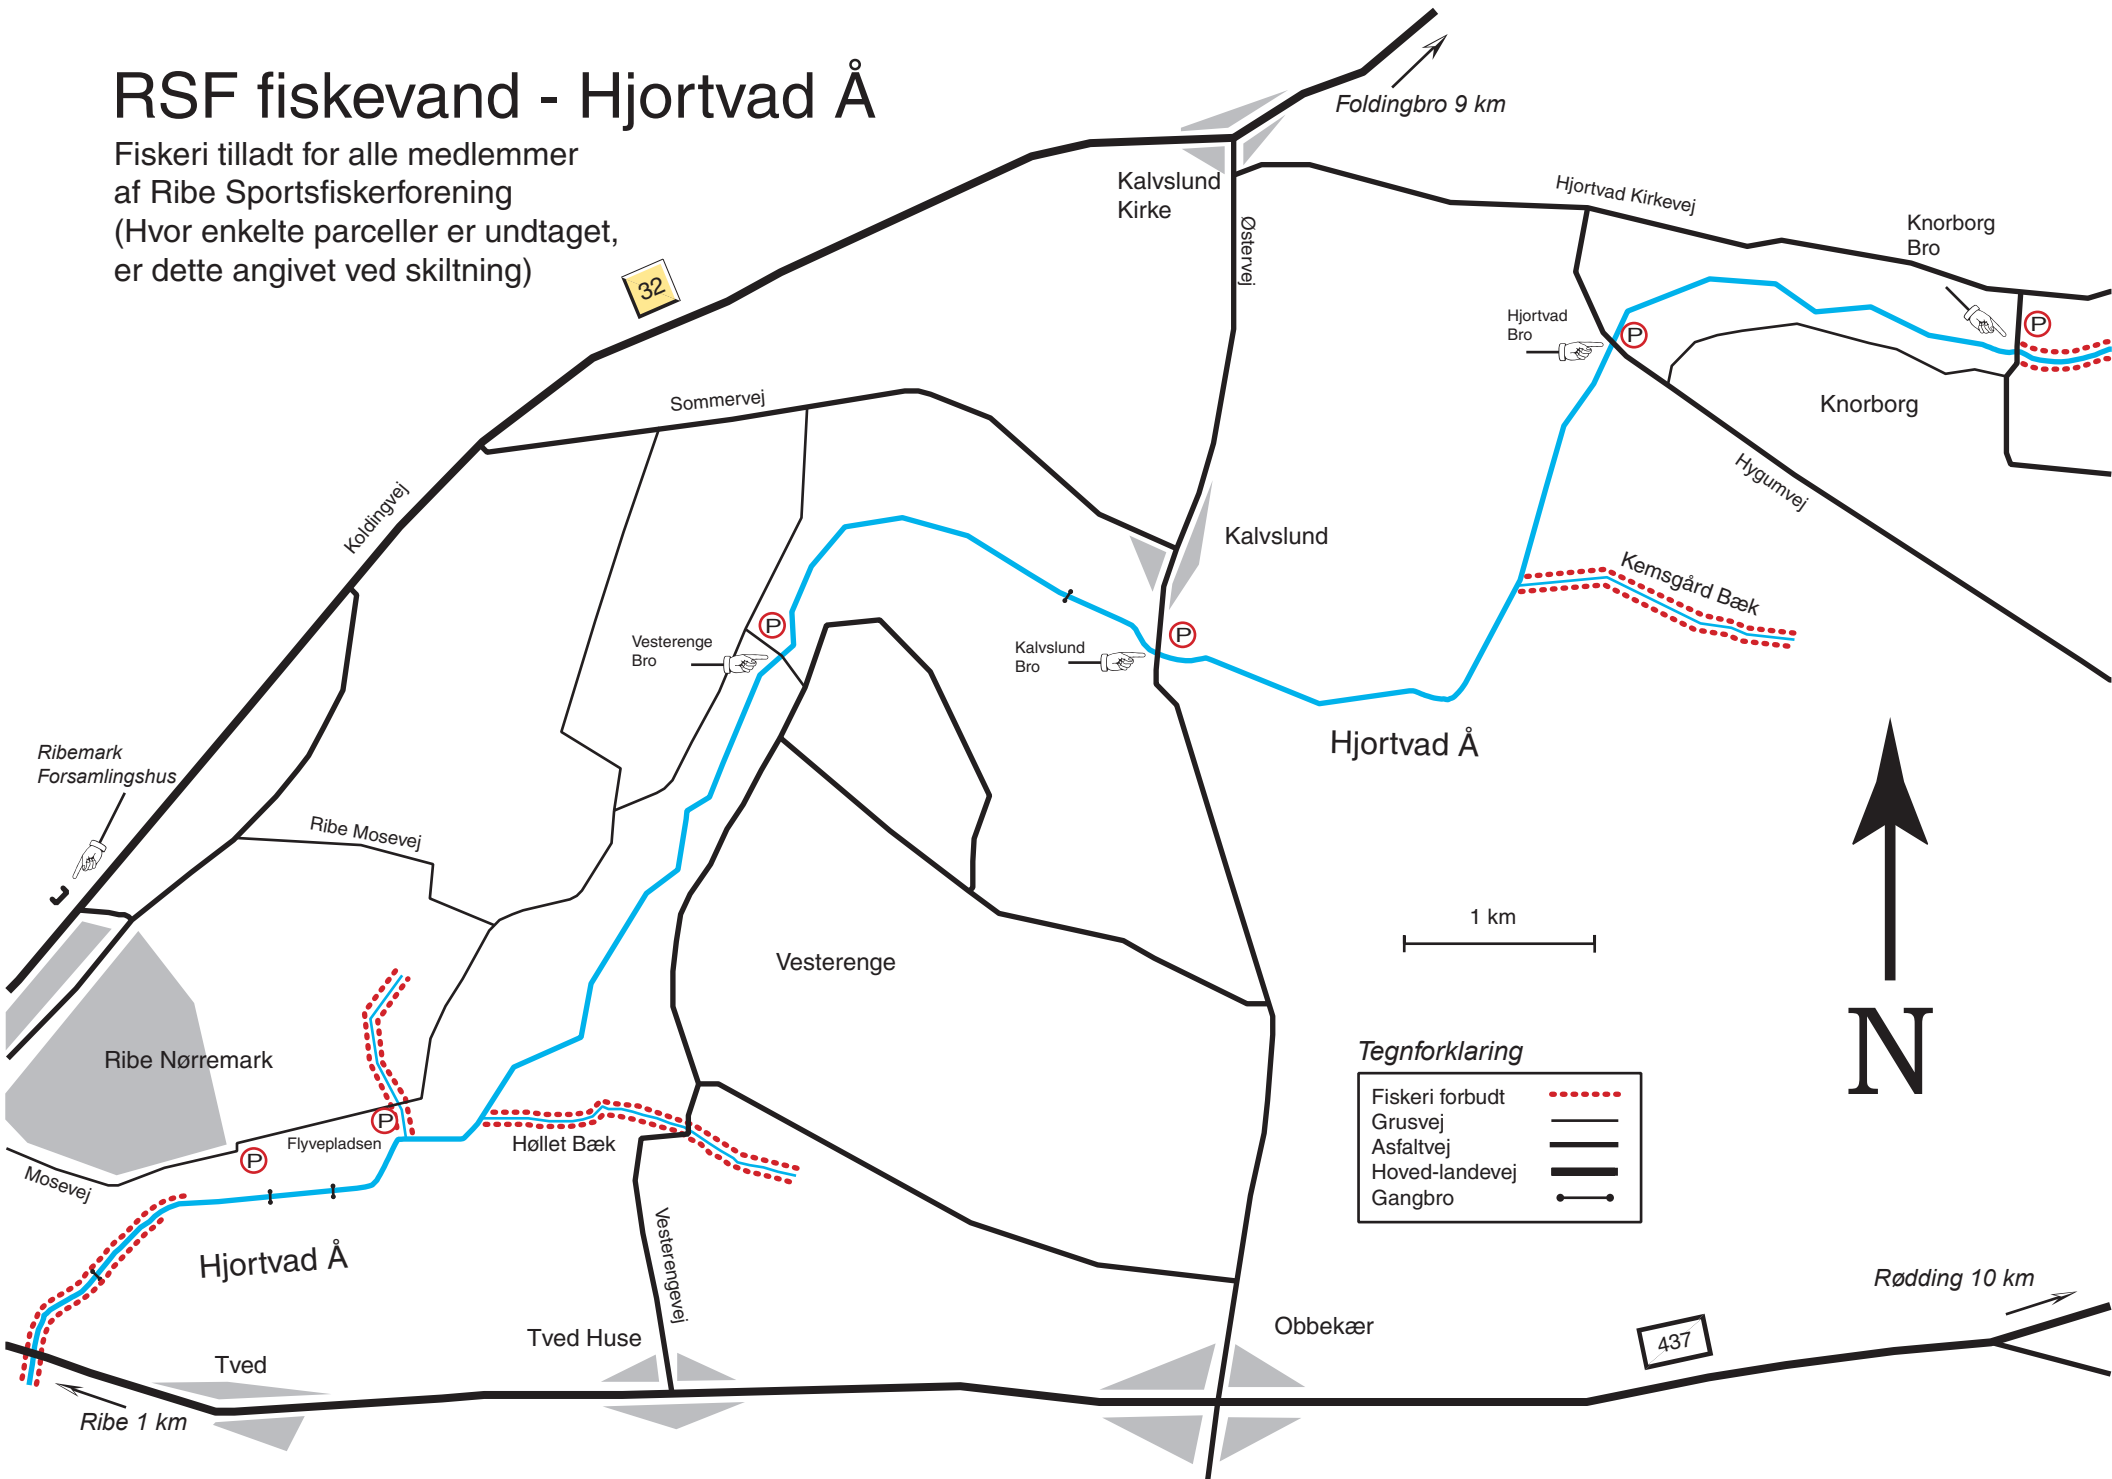 RSF fiskevand - Hjortvad Å
Fiskeri tilladt for alle medlemmer
af Ribe Sportsfiskerforening
(Hvor enkelte parceller er undtaget,
er dette angivet ved skiltning)
Foldingbro 9 km
Kalvslund
Kirke
Hjortvad Kirkevej
Knorborg
Bro
Østervej
32
Hjortvad
Bro
P
P
Sommervej
Knorborg
Hygumvej
Koldingvej
Kalvslund
Kemsgård Bæk
Vesterenge
Bro
P
Kalvslund
Bro
P
Hjortvad Å
Ribemark
Forsamlingshus
Ribe Mosevej
1 km
Vesterenge
N
Ribe Nørremark
P
Flyvepladsen
P
Høllet Bæk
Mosevej
Tegnforklaring
Fiskeri forbudt
Grusvej
Asfaltvej
Hoved-landevej
Gangbro
Hjortvad Å
Vesterengevej
Rødding 10 km
Tved Huse
Obbekær
437
Tved
Ribe 1 km